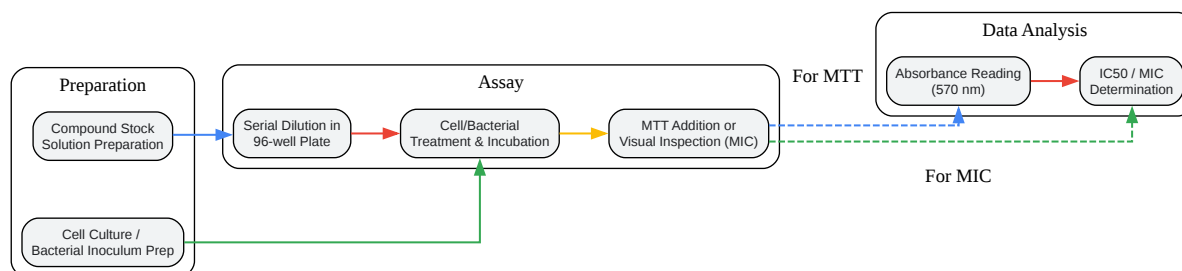 Preparation
Compound Stock
Solution Preparation
Cell Culture /
Bacterial Inoculum Prep
Assay
Serial Dilution in
96-well Plate
Cell/Bacterial
Treatment & Incubation
MTT Addition or
Visual Inspection (MIC)
For MTT
For MIC
Data Analysis
Absorbance Reading
(570 nm)
IC50 / MIC
Determination